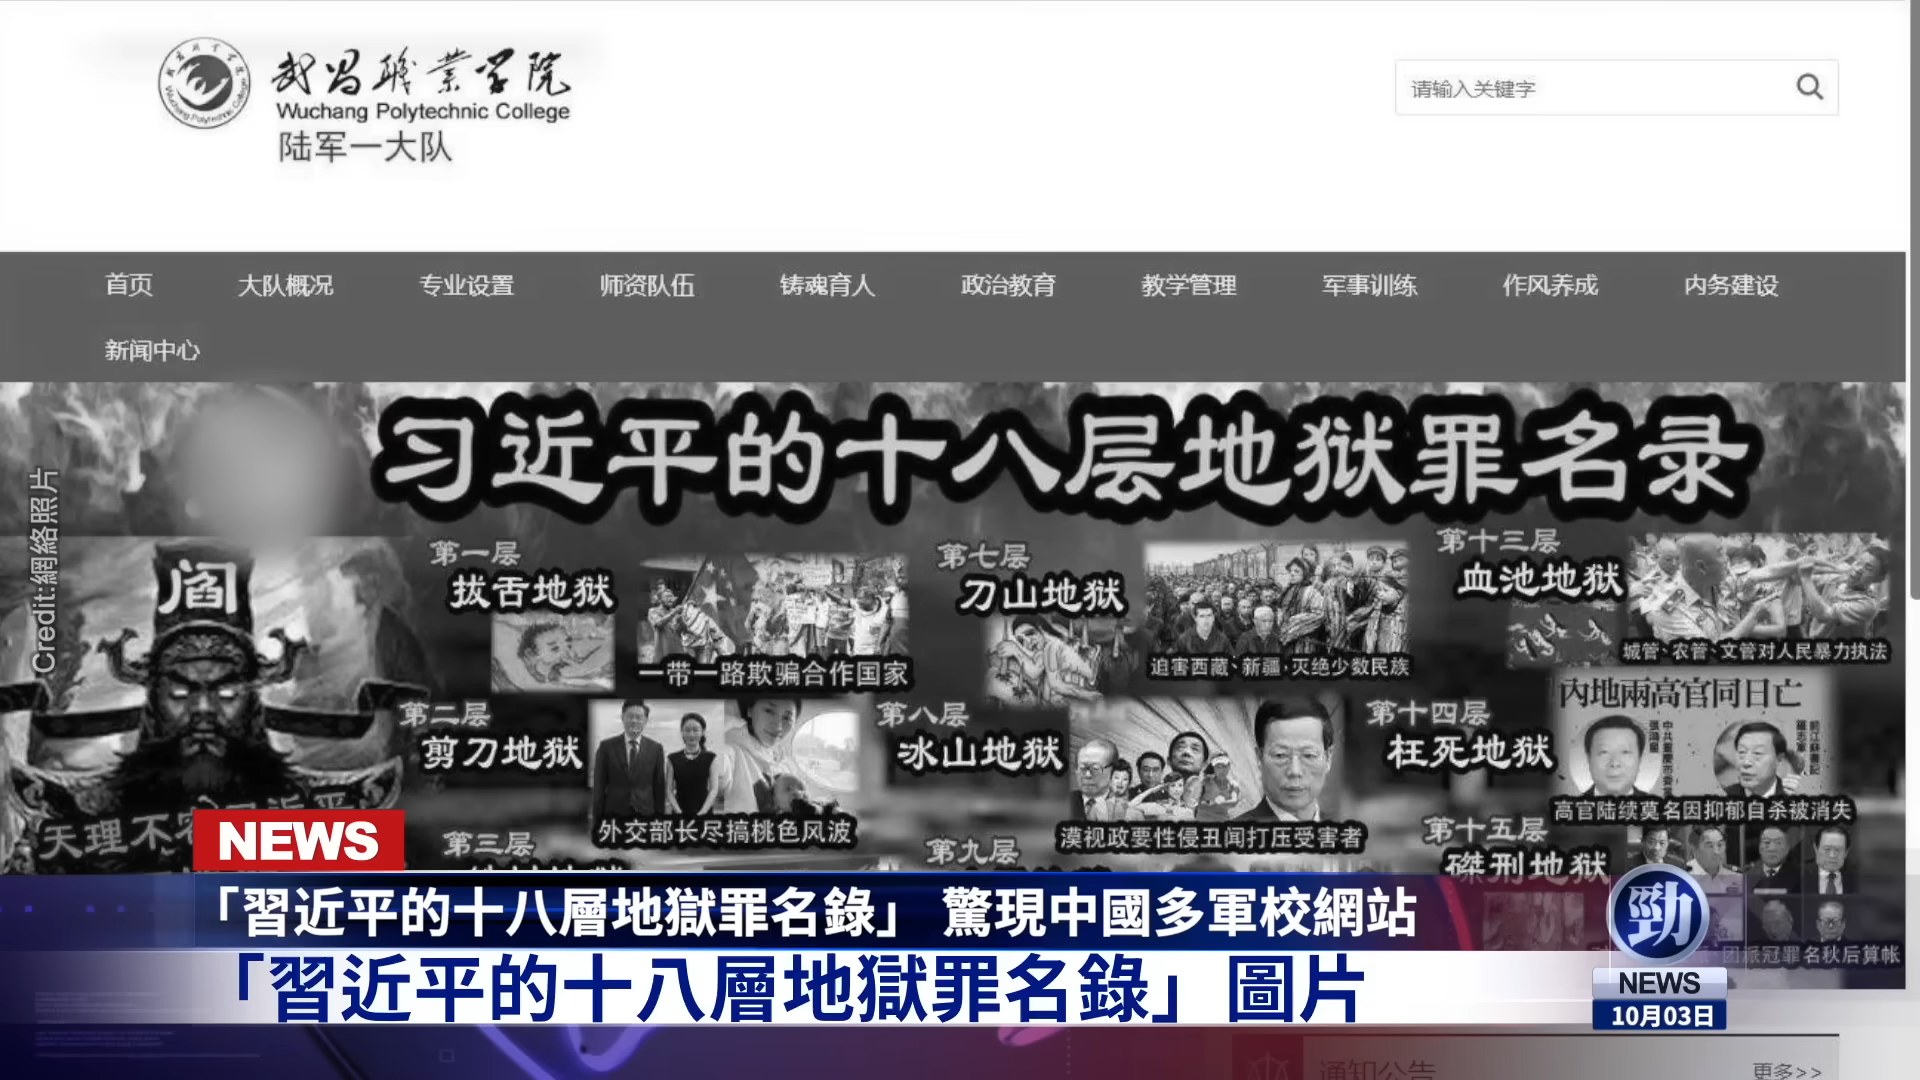 武昌職業学院
Wuchang Polytechnic College
陆军一大队
请输入关键字
首页 大队概况 专业设置 师资队伍 铸魂育人 政治教育 教学管理 军事训练 作风养成 内务建设
新闻中心
习近平的十八层地狱罪名录
Credit:網絡照片
阎
第一层
拔舌地狱
一带一路欺骗合作国家
第七层
刀山地狱
迫害西藏、新疆,灭绝少数民族
第十三层
血池地狱
城管、农管、文管对人民暴力执法
第二层
剪刀地狱
外交部长尽搞桃色风波
第八层
冰山地狱
漠视政要性侵丑闻打压受害者
第十四层
枉死地狱
內地兩高官同日亡
高官陆续莫名因抑郁自杀被消失
天理不容习近平
第三层
第九层
第十五层
磔刑地狱
团派冠罪名秋后算帐
NEWS
「習近平的十八層地獄罪名錄」 驚現中國多軍校網站
「習近平的十八層地獄罪名錄」圖片
勁
NEWS
10月03日
通知公告
更多>>